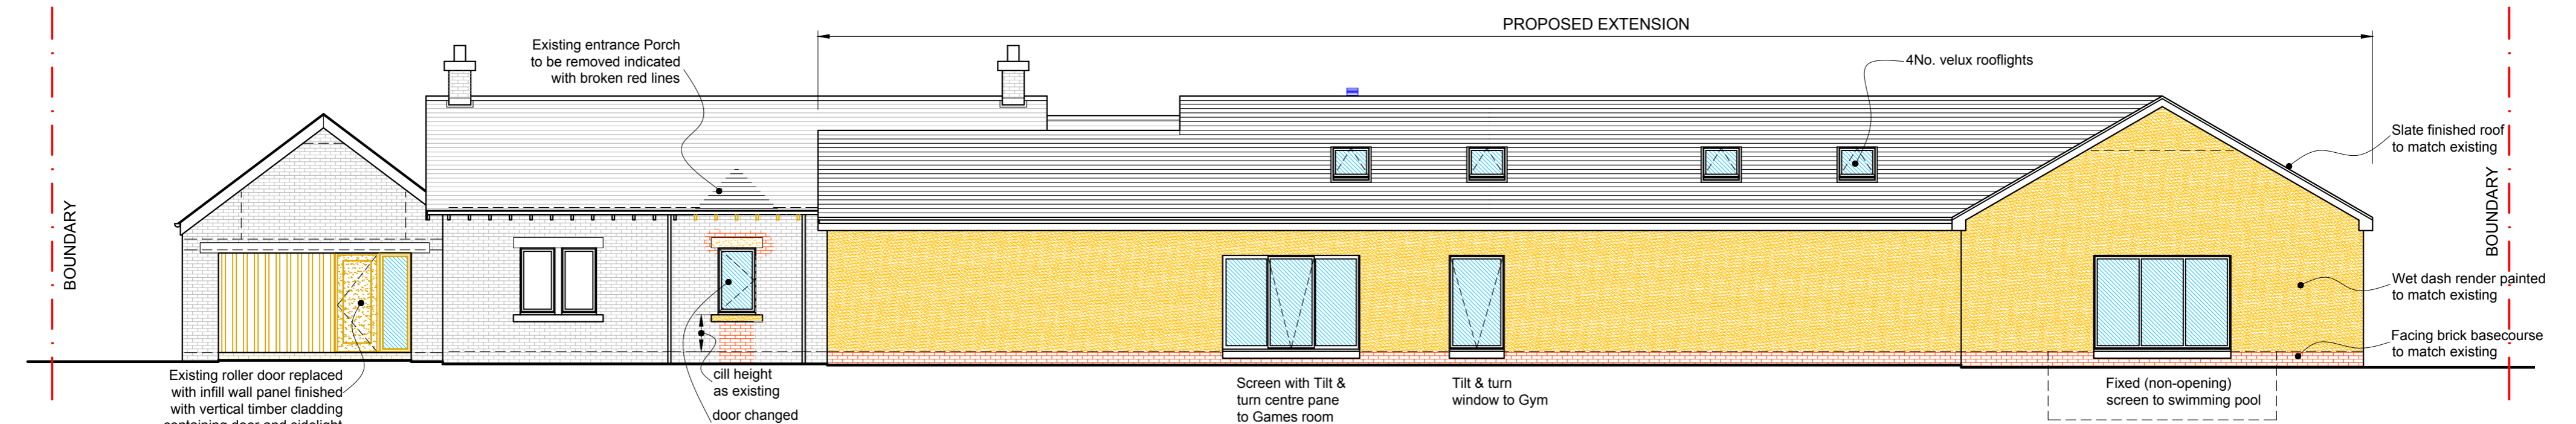 PROPOSED EXTENSION
Existing entrance Porch
to be removed indicated
with broken red lines
4No. velux rooflights
Slate finished roof
to match existing
BOUNDARY
BOUNDARY
Wet dash render painted
to match existing
Facing brick basecourse
to match existing
Existing roller door replaced
with infill wall panel finished
with vertical timber cladding
containing door and sidelight
cill height
as existing
door changed
Screen with Tilt &
turn centre pane
to Games room
Tilt & turn
window to Gym
Fixed (non-opening)
screen to swimming pool